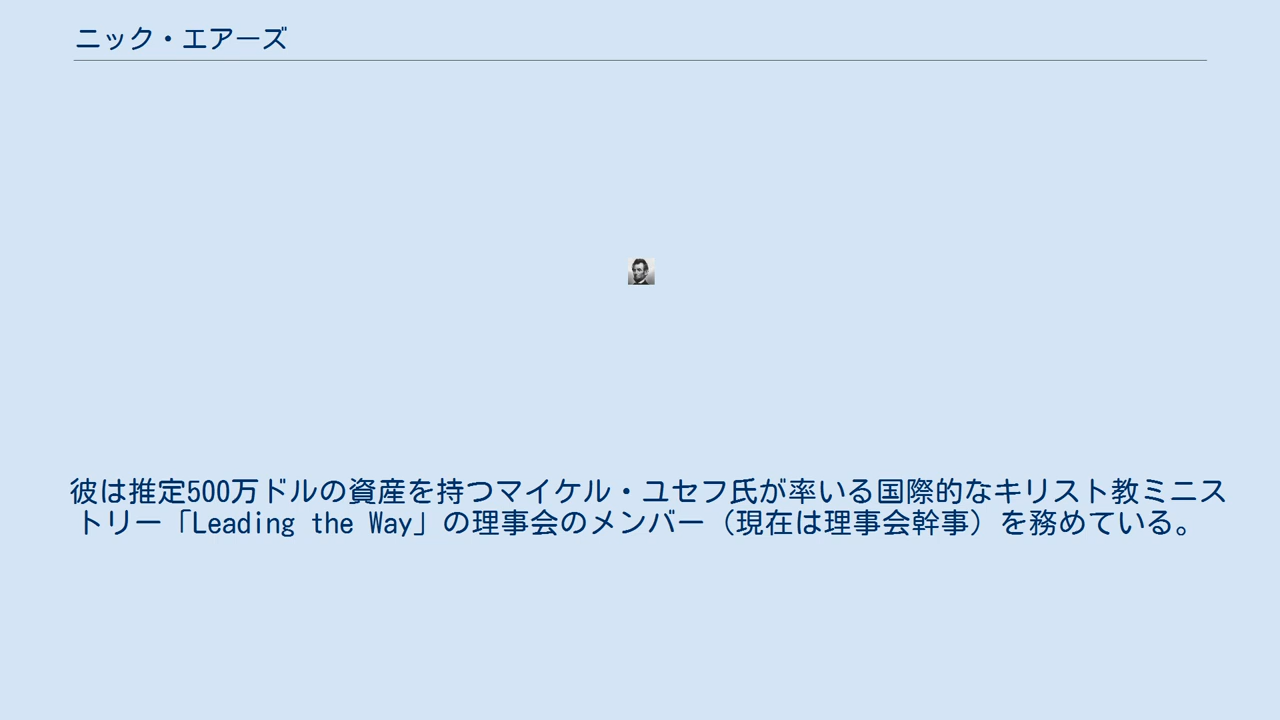 ニック・エアーズ
彼は推定500万ドルの資産を持つマイケル・ユセフ氏が率いる国際的なキリスト教ミニス
トリー「Leading the Way」の理事会のメンバー（現在は理事会幹事）を務めている。